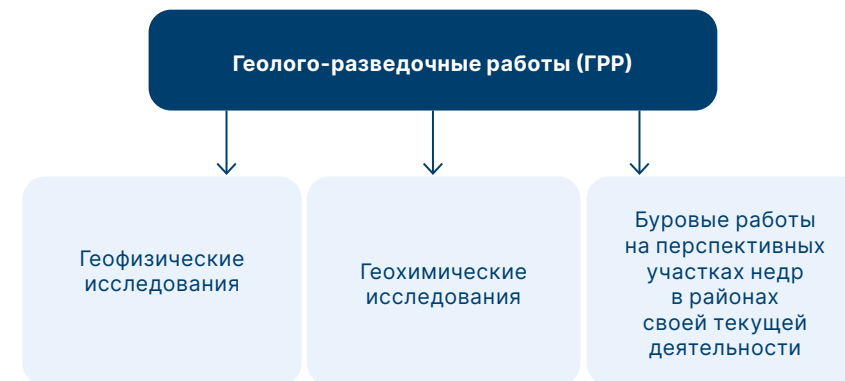 Геолого-разведочные работы (ГРР)
Геофизические
исследования
Геохимические
исследования
Буровые работы
на перспективных
участках недр
в районах
своей текущей
деятельности